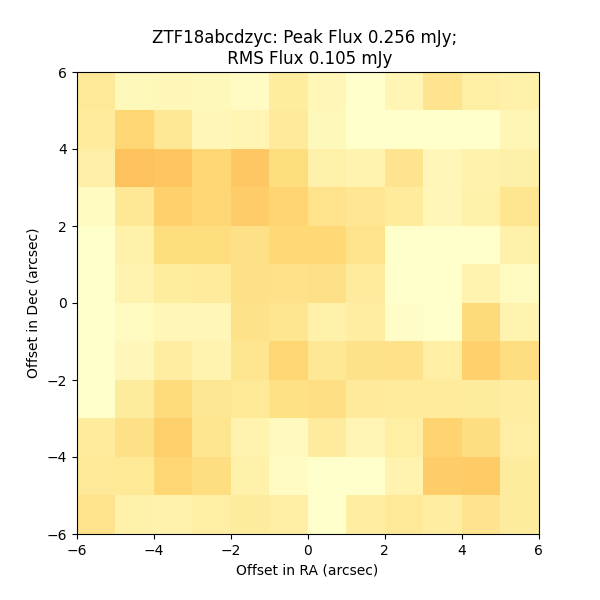 ZTF18abcdzyc: Peak Flux 0.256 mJy;
RMS Flux 0.105 mJy
6
4
2
0
−2
−4
−6
Offset in Dec (arcsec)
−6 −4 −2 0 2 4 6
Offset in RA (arcsec)